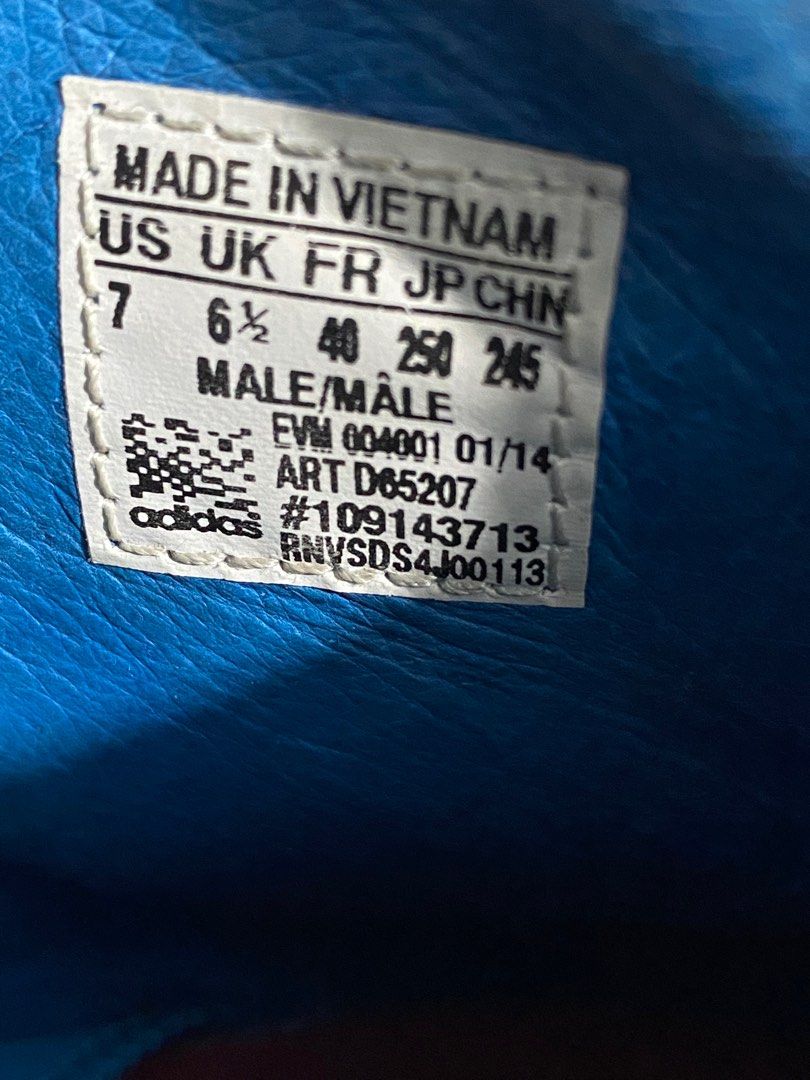 MADE IN VIETNAM
US UK FR JP CHN
7 6½ 40 250 245
MALE/MÂLE
EVM 004001 01/14
ART D65207
adidas #109143713
RNVSDS4J00113